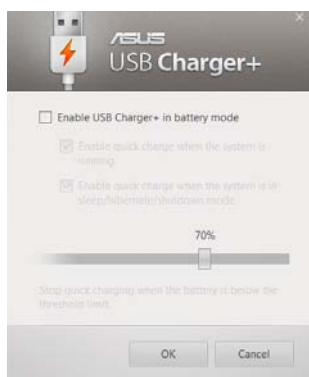 ASUS
USB Charger+
Enable USB Charger+ in battery mode
Enable quick charge when the system is
running.
Enable quick charge when the system is in
sleep/hibernate/shutdown mode.
70%
Stop quick charging when the battery is below the
threshold limit.
OK Cancel